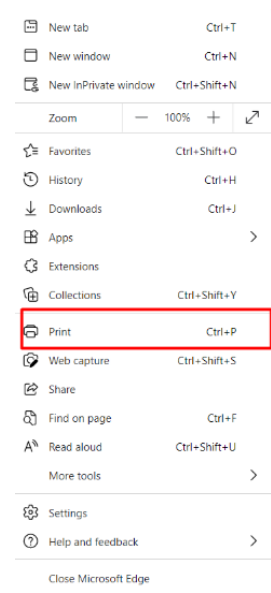 New tab Ctrl+T
New window Ctrl+N
New InPrivate window Ctrl+Shift+N
Zoom — 100% +
Favorites Ctrl+Shift+O
History Ctrl+H
Downloads Ctrl+J
Apps
Extensions
Collections Ctrl+Shift+Y
Print Ctrl+P
Web capture Ctrl+Shift+S
Share
Find on page Ctrl+F
Read aloud Ctrl+Shift+U
More tools
Settings
Help and feedback
Close Microsoft Edge